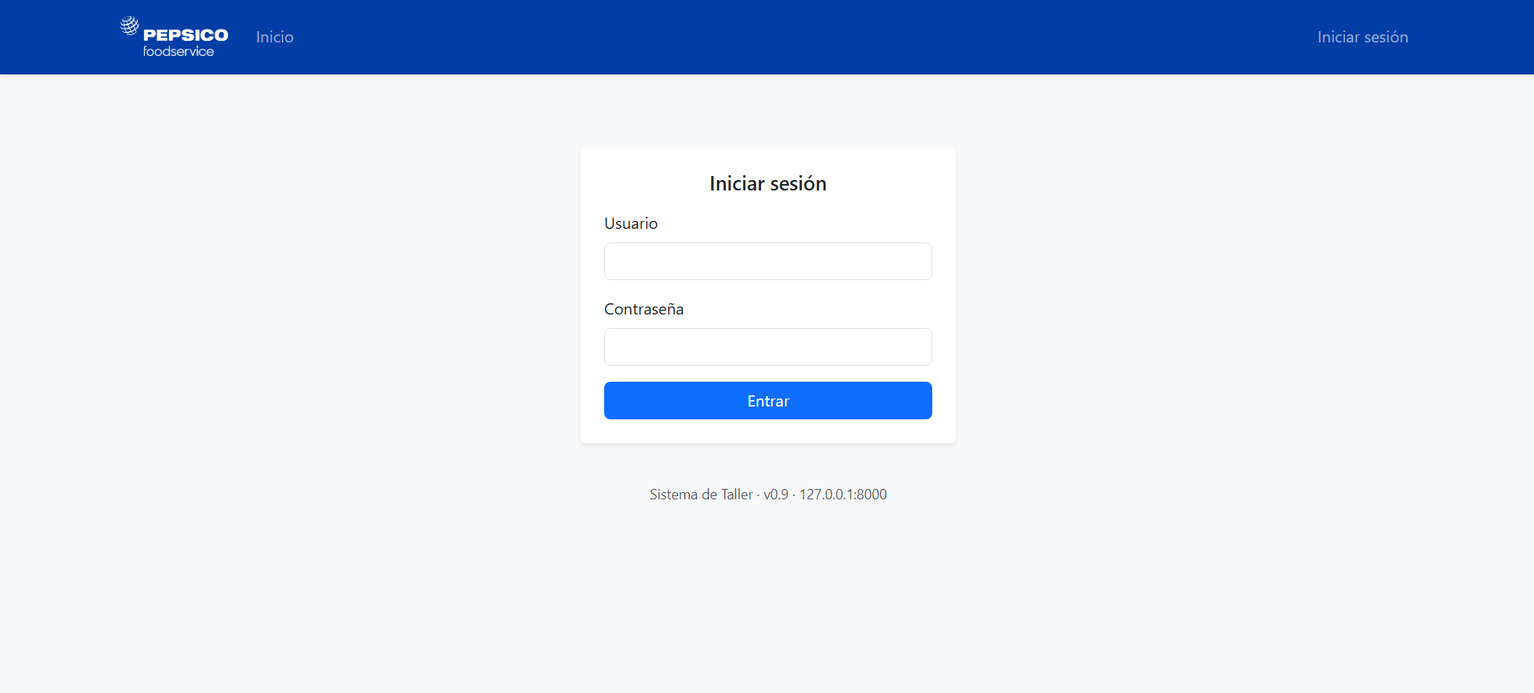 PEPSICO
foodservice
Inicio
Iniciar sesión
Iniciar sesión
Usuario
Contraseña
Entrar
Sistema de Taller · v0.9 · 127.0.0.1:8000